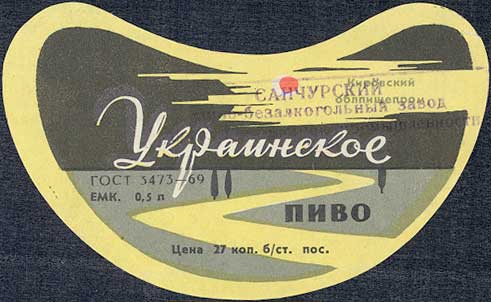 Кировский
облпищепром
САНЧУРСКИЙ
безалкогольный завод
Украинское
ГОСТ 3473—69
ЕМК. 0,5 л
ПИВО
Цена 27 коп. б/ст. пос.